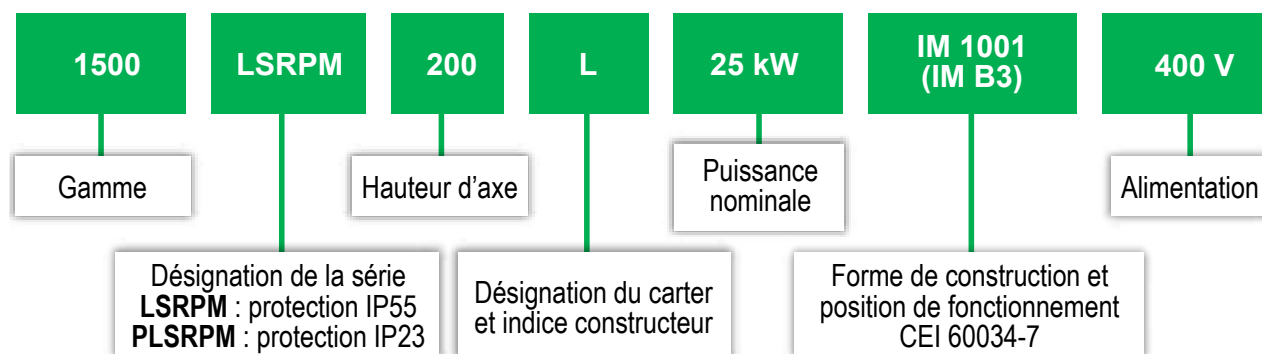 1500
LSRPM
200
L
25 kW
IM 1001
(IM B3)
400 V
Gamme
Hauteur d'axe
Puissance
nominale
Alimentation
Désignation de la série
LSRPM : protection IP55
PLSRPM : protection IP23
Désignation du carter
et indice constructeur
Forme de construction et
position de fonctionnement
CEI 60034-7